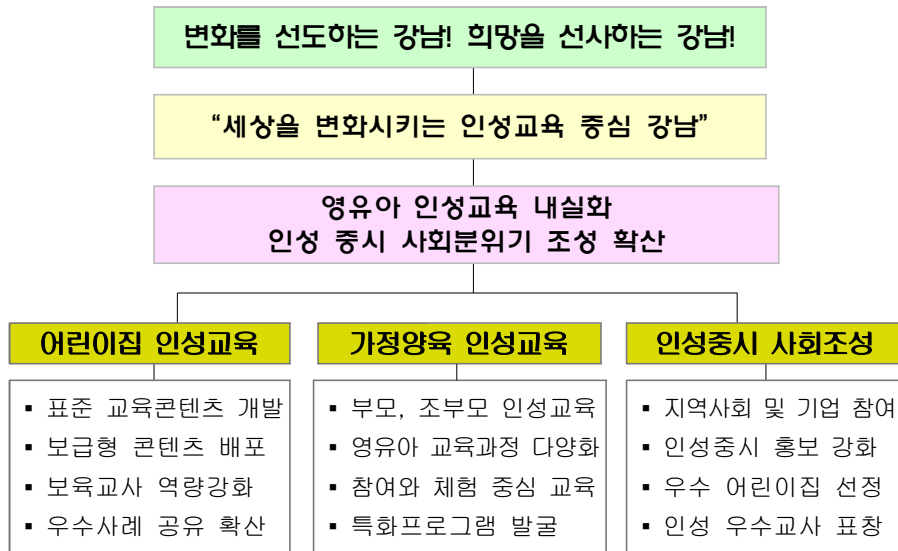 변화를 선도하는 강남! 희망을 선사하는 강남!
“세상을 변화시키는 인성교육 중심 강남”
영유아 인성교육 내실화
인성 중시 사회분위기 조성 확산
어린이집 인성교육
▪ 표준 교육콘텐츠 개발
▪ 보급형 콘텐츠 배포
▪ 보육교사 역량강화
▪ 우수사례 공유 확산
가정양육 인성교육
▪ 부모, 조부모 인성교육
▪ 영유아 교육과정 다양화
▪ 참여와 체험 중심 교육
▪ 특화프로그램 발굴
인성중시 사회조성
▪ 지역사회 및 기업 참여
▪ 인성중시 홍보 강화
▪ 우수 어린이집 선정
▪ 인성 우수교사 표창